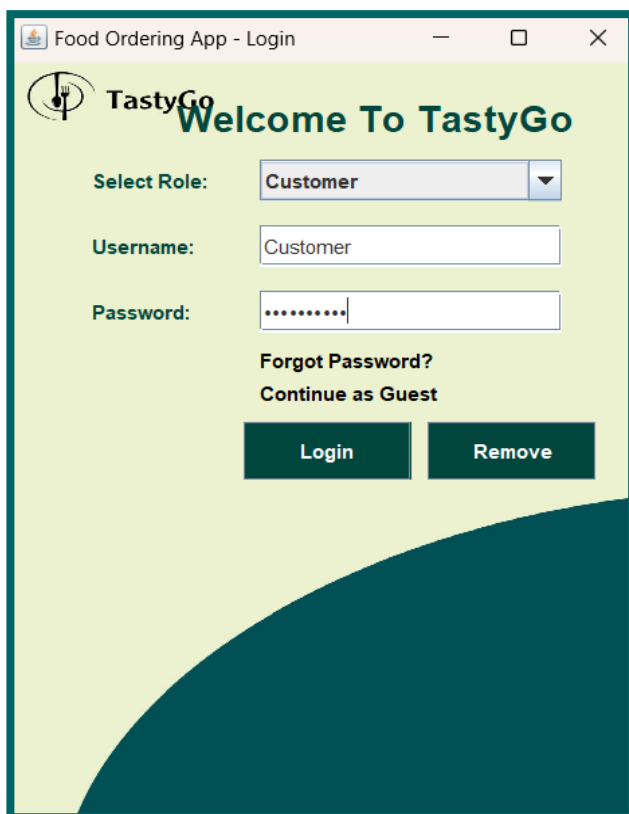 Food Ordering App - Login
TastyGo
Welcome To TastyGo
Select Role: Customer
Username: Customer
Password: ••••••••••
Forgot Password?
Continue as Guest
Login Remove